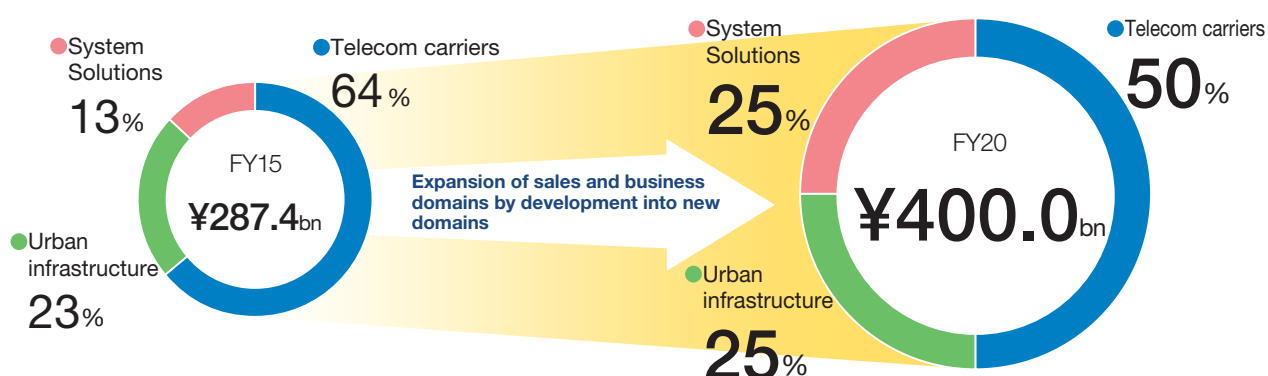 System
Solutions
13%
Telecom carriers
64 %
FY15
¥287.4bn
Urban
infrastructure
23%
Expansion of sales and business
domains by development into new
domains
System
Solutions
25%
Telecom carriers
50%
FY20
¥400.0bn
Urban
infrastructure
25%